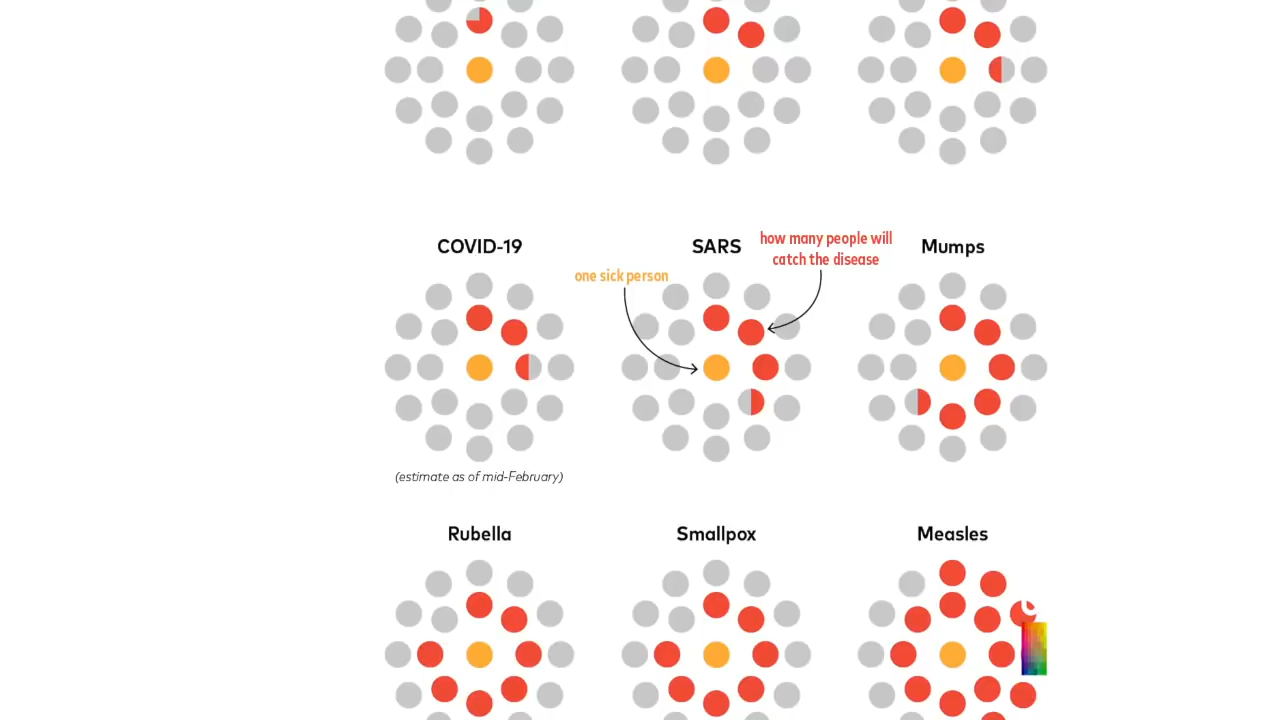 COVID-19
SARS
how many people will
catch the disease
Mumps
one sick person
(estimate as of mid-February)
Rubella
Smallpox
Measles